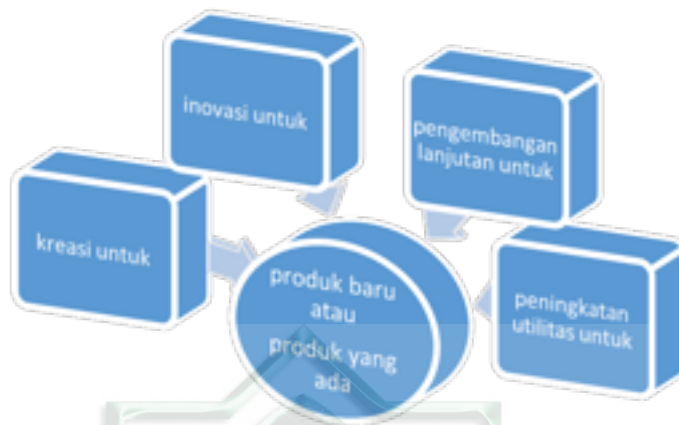 inovasi untuk
pengembangan
lanjutan untuk
kreasi untuk
peningkatan
utilitas untuk
produk baru
atau
produk yang
ada